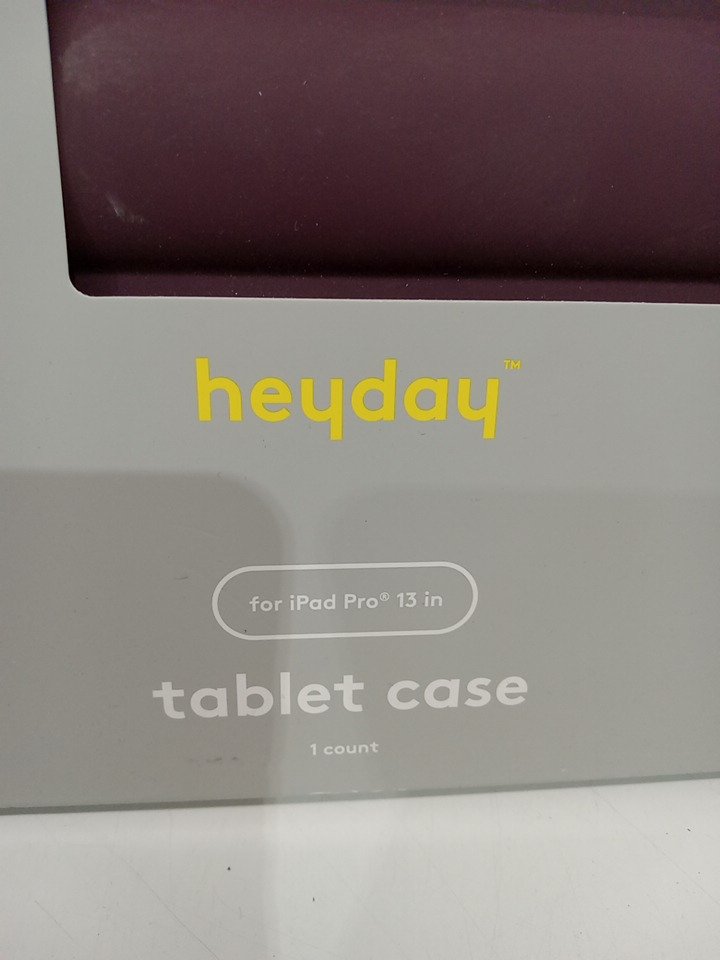 heyday™
for iPad Pro® 13 in
tablet case
1 count